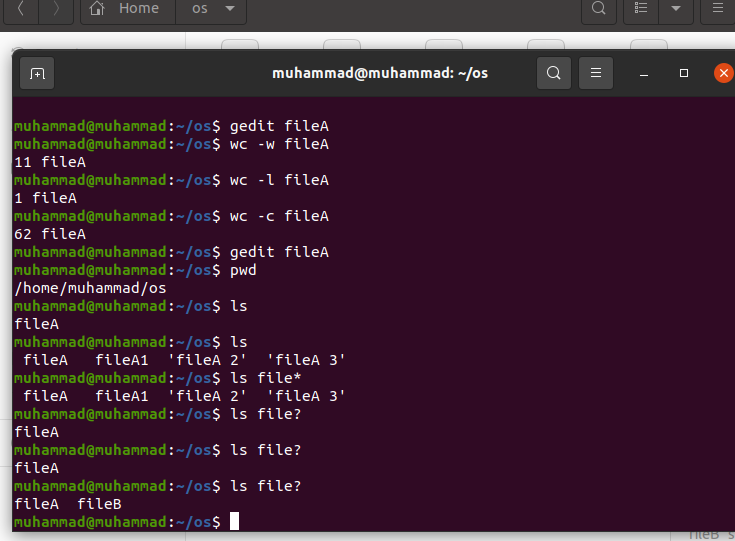 Home os
muhammad@muhammad: ~/os
muhammad@muhammad:~/os$ gedit fileA
muhammad@muhammad:~/os$ wc -w fileA
11 fileA
muhammad@muhammad:~/os$ wc -l fileA
1 fileA
muhammad@muhammad:~/os$ wc -c fileA
62 fileA
muhammad@muhammad:~/os$ gedit fileA
muhammad@muhammad:~/os$ pwd
/home/muhammad/os
muhammad@muhammad:~/os$ ls
fileA
muhammad@muhammad:~/os$ ls
 fileA   fileA1  'fileA 2'  'fileA 3'
muhammad@muhammad:~/os$ ls file*
 fileA   fileA1  'fileA 2'  'fileA 3'
muhammad@muhammad:~/os$ ls file?
fileA
muhammad@muhammad:~/os$ ls file?
fileA
muhammad@muhammad:~/os$ ls file?
fileA  fileB
muhammad@muhammad:~/os$